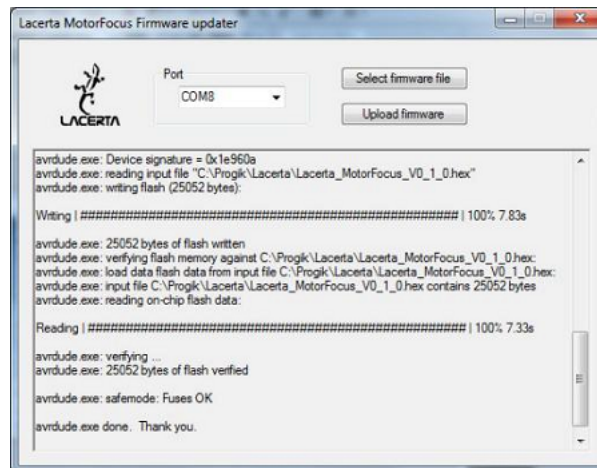 Lacerta MotorFocus Firmware updater
LACERTA
Port
COM8
Select firmware file
Upload firmware
avrdude.exe: Device signature = 0x1e960a
avrdude.exe: reading input file "C:\Progik\Lacerta\Lacerta_MotorFocus_V0_1_0.hex"
avrdude.exe: writing flash (25052 bytes):
Writing | ################################################## | 100% 7.83s
avrdude.exe: 25052 bytes of flash written
avrdude.exe: verifying flash memory against C:\Progik\Lacerta\Lacerta_MotorFocus_V0_1_0.hex:
avrdude.exe: load data flash data from input file C:\Progik\Lacerta\Lacerta_MotorFocus_V0_1_0.hex:
avrdude.exe: input file C:\Progik\Lacerta\Lacerta_MotorFocus_V0_1_0.hex contains 25052 bytes
avrdude.exe: reading on-chip flash data:
Reading | ################################################## | 100% 7.33s
avrdude.exe: verifying ...
avrdude.exe: 25052 bytes of flash verified
avrdude.exe: safemode: Fuses OK
avrdude.exe done.  Thank you.